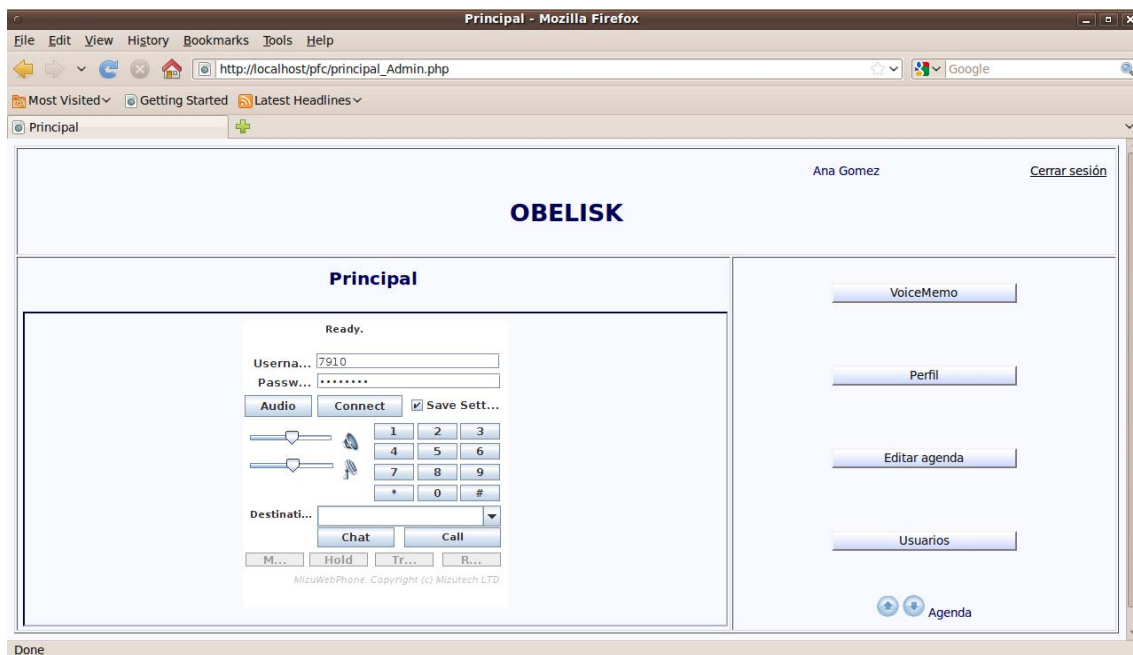 Principal - Mozilla Firefox
File Edit View History Bookmarks Tools Help
http://localhost/pfc/principal_Admin.php
Google
Most Visited Getting Started Latest Headlines
Principal
Ana Gomez Cerrar sesión
OBELISK
Principal
Ready.
Userna... 7910
Passw... ••••••••
Audio Connect Save Sett...
1 2 3
4 5 6
7 8 9
* 0 #
Destinati...
Chat Call
M... Hold Tr... R...
MizuWebPhone. Copyright (c) Mizutech LTD
VoiceMemo
Perfil
Editar agenda
Usuarios
Agenda
Done